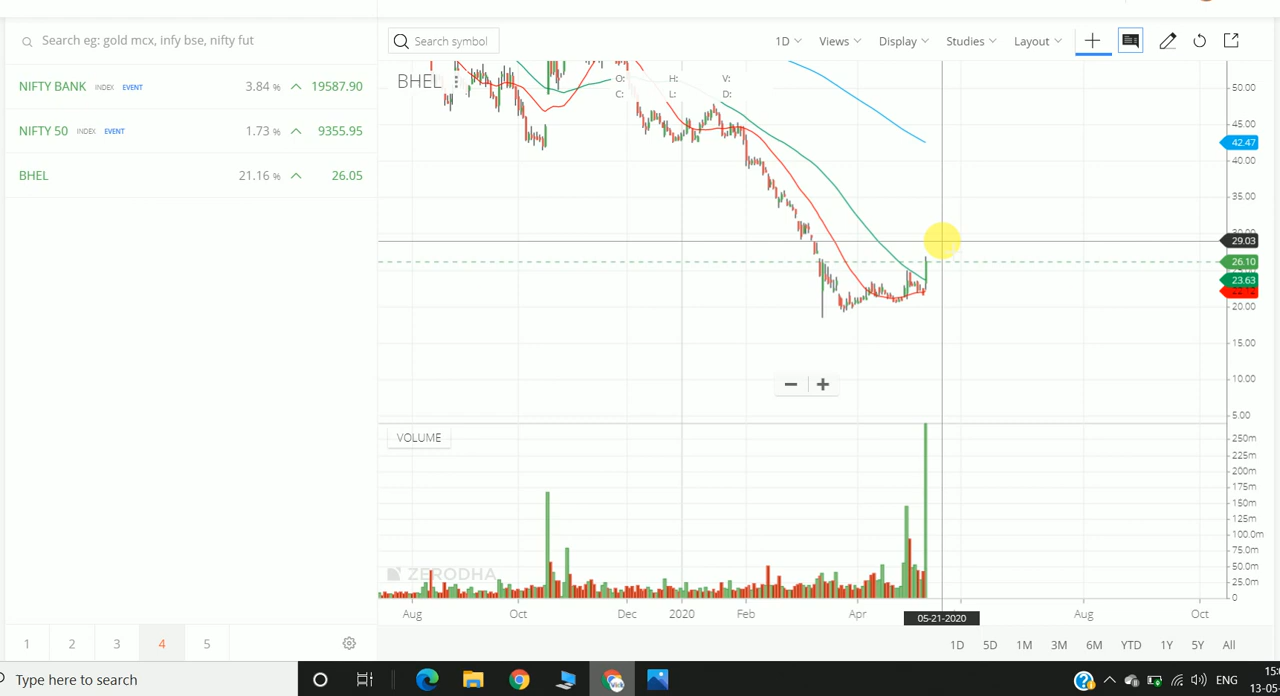 Search eg: gold mcx, infy bse, nifty fut
Search symbol
1D Views Display Studies Layout
NIFTY BANK INDEX EVENT 3.84 % 19587.90
NIFTY 50 INDEX EVENT 1.73 % 9355.95
BHEL 21.16 % 26.05
BHEL
O: H: V:
C: L: D:
50.00
45.00
42.47
40.00
35.00
29.03
26.10
23.63
20.00
15.00
10.00
5.00
VOLUME
250m
225m
200m
175m
150m
125m
100.0m
75.0m
50.0m
25.0m
0
ZERODHA
Aug Oct Dec 2020 Feb Apr Aug Oct
05-21-2020
1 2 3 4 5
1D 5D 1M 3M 6M YTD 1Y 5Y All
Type here to search
ENG